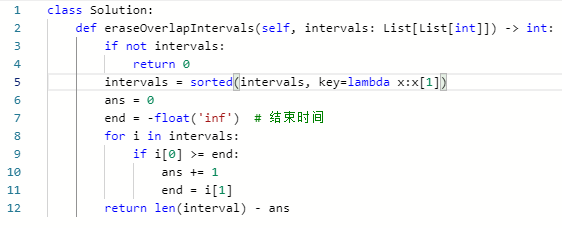 1 class Solution:
2     def eraseOverlapIntervals(self, intervals: List[List[int]]) -> int:
3         if not intervals:
4             return 0
5         intervals = sorted(intervals, key=lambda x:x[1])
6         ans = 0
7         end = -float('inf')  # 结束时间
8         for i in intervals:
9             if i[0] >= end:
10                 ans += 1
11                 end = i[1]
12         return len(interval) - ans